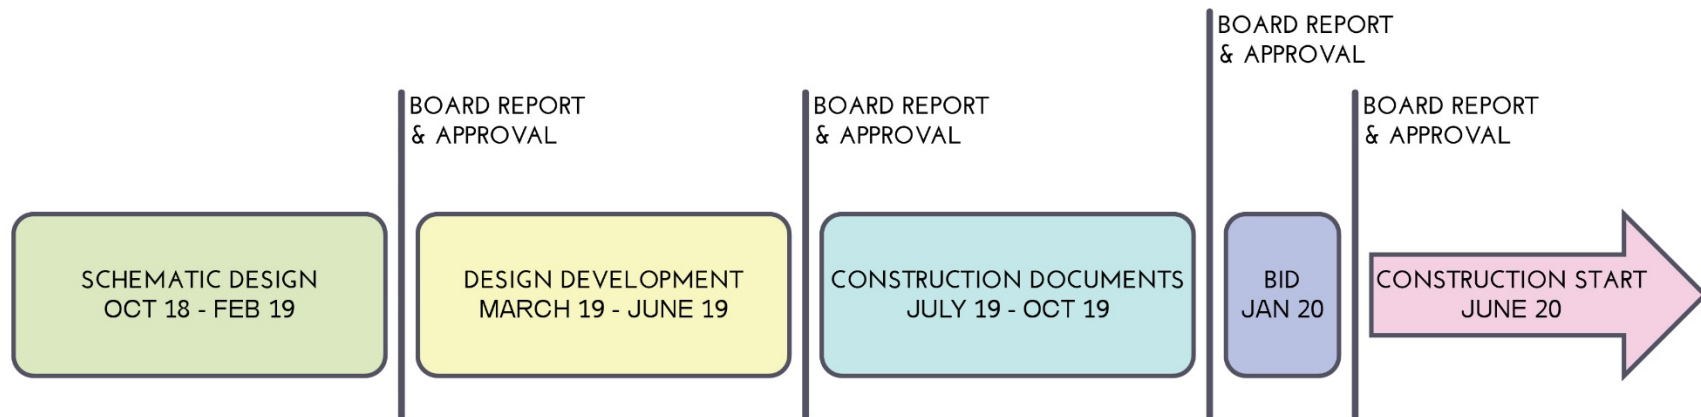 BOARD REPORT
& APPROVAL
BOARD REPORT
& APPROVAL
BOARD REPORT
& APPROVAL
BOARD REPORT
& APPROVAL
SCHEMATIC DESIGN
OCT 18 - FEB 19
DESIGN DEVELOPMENT
MARCH 19 - JUNE 19
CONSTRUCTION DOCUMENTS
JULY 19 - OCT 19
BID
JAN 20
CONSTRUCTION START
JUNE 20